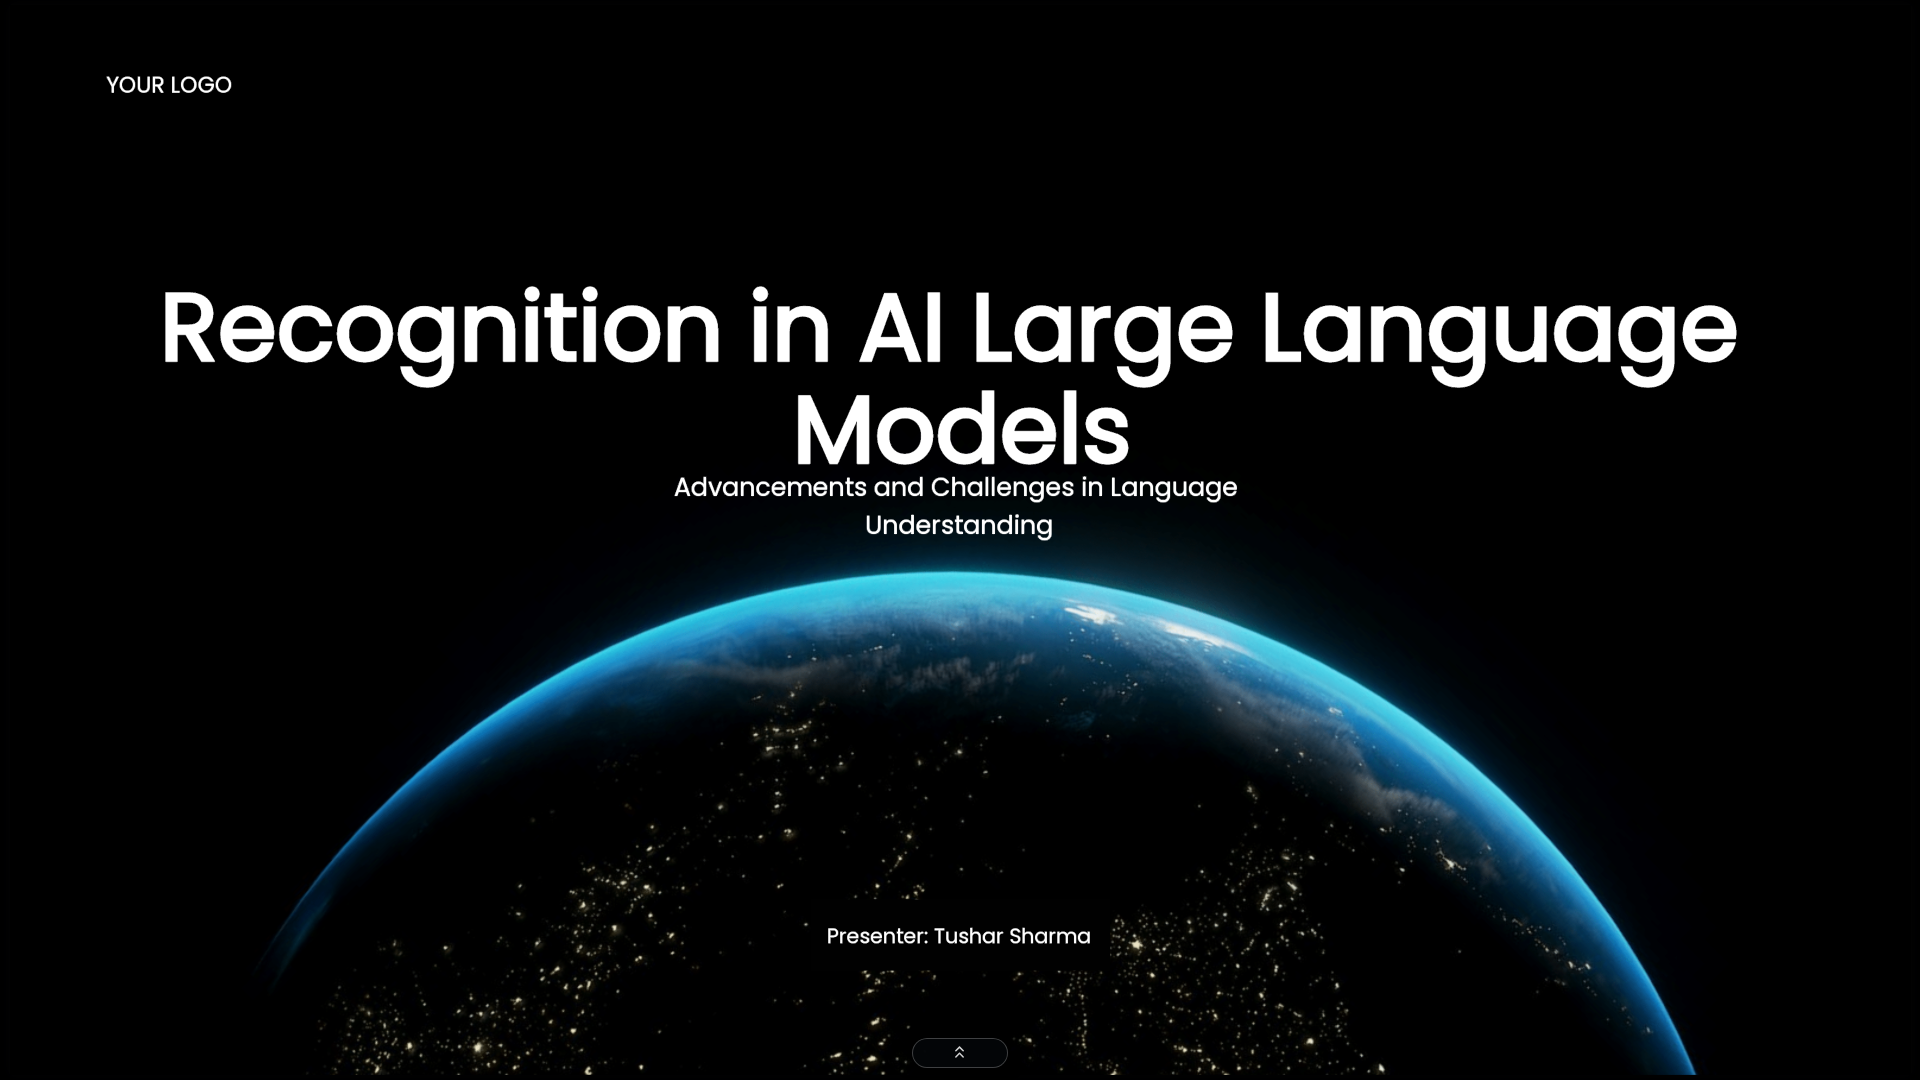 YOUR LOGO
Recognition in AI Large Language
Models
Advancements and Challenges in Language
Understanding
Presenter: Tushar Sharma